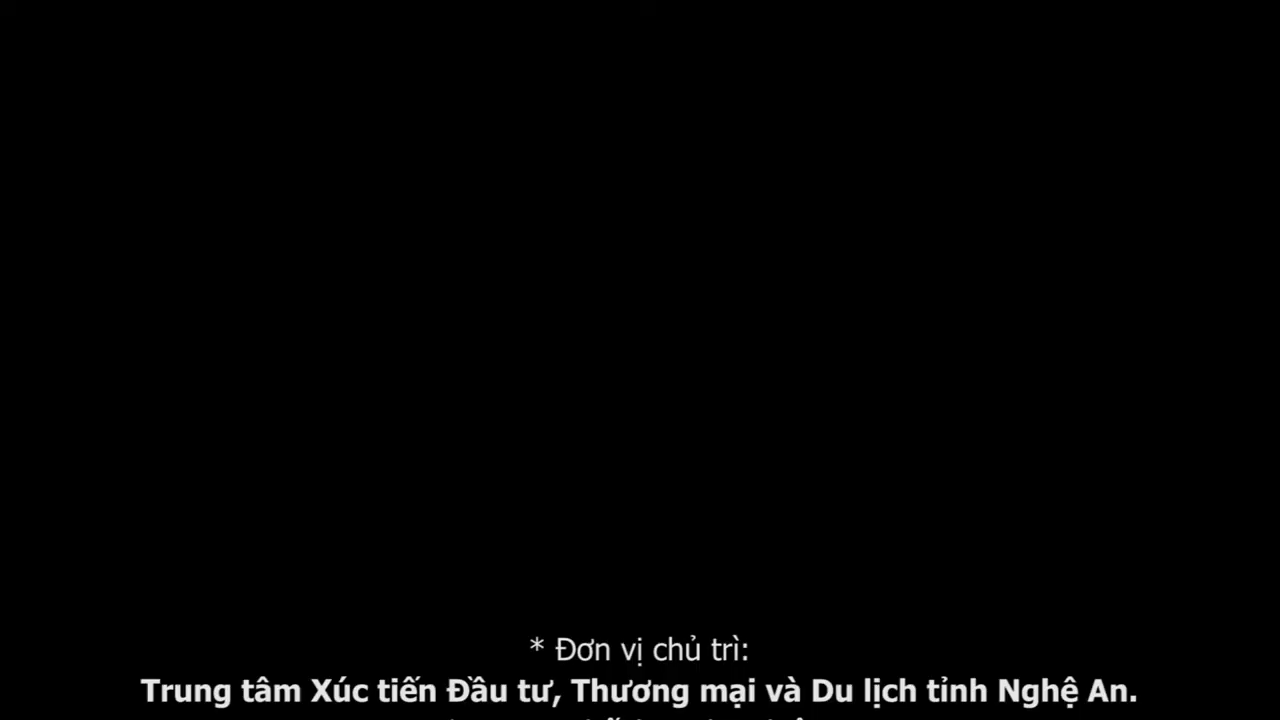 * Đơn vị chủ trì:
Trung tâm Xúc tiến Đầu tư, Thương mại và Du lịch tỉnh Nghệ An.